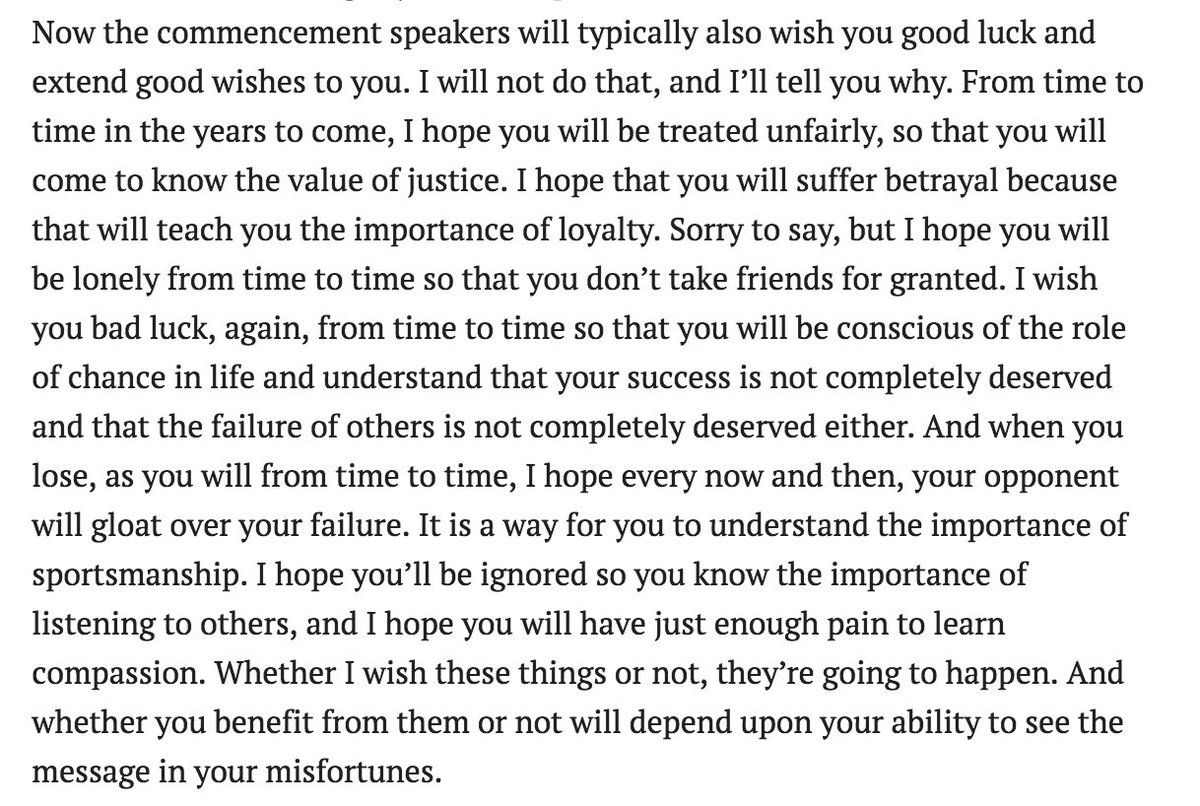 Now the commencement speakers will typically also wish you good luck and
extend good wishes to you. I will not do that, and I’ll tell you why. From time to
time in the years to come, I hope you will be treated unfairly, so that you will
come to know the value of justice. I hope that you will suffer betrayal because
that will teach you the importance of loyalty. Sorry to say, but I hope you will
be lonely from time to time so that you don’t take friends for granted. I wish
you bad luck, again, from time to time so that you will be conscious of the role
of chance in life and understand that your success is not completely deserved
and that the failure of others is not completely deserved either. And when you
lose, as you will from time to time, I hope every now and then, your opponent
will gloat over your failure. It is a way for you to understand the importance of
sportsmanship. I hope you’ll be ignored so you know the importance of
listening to others, and I hope you will have just enough pain to learn
compassion. Whether I wish these things or not, they’re going to happen. And
whether you benefit from them or not will depend upon your ability to see the
message in your misfortunes.